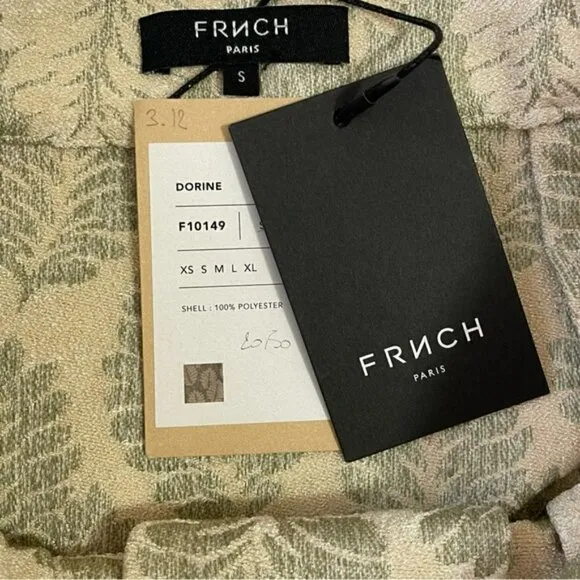 FRNCH
PARIS
S
3.12
DORINE
F10149
XS S M L XL
SHELL : 100% POLYESTER
FRNCH
PARIS